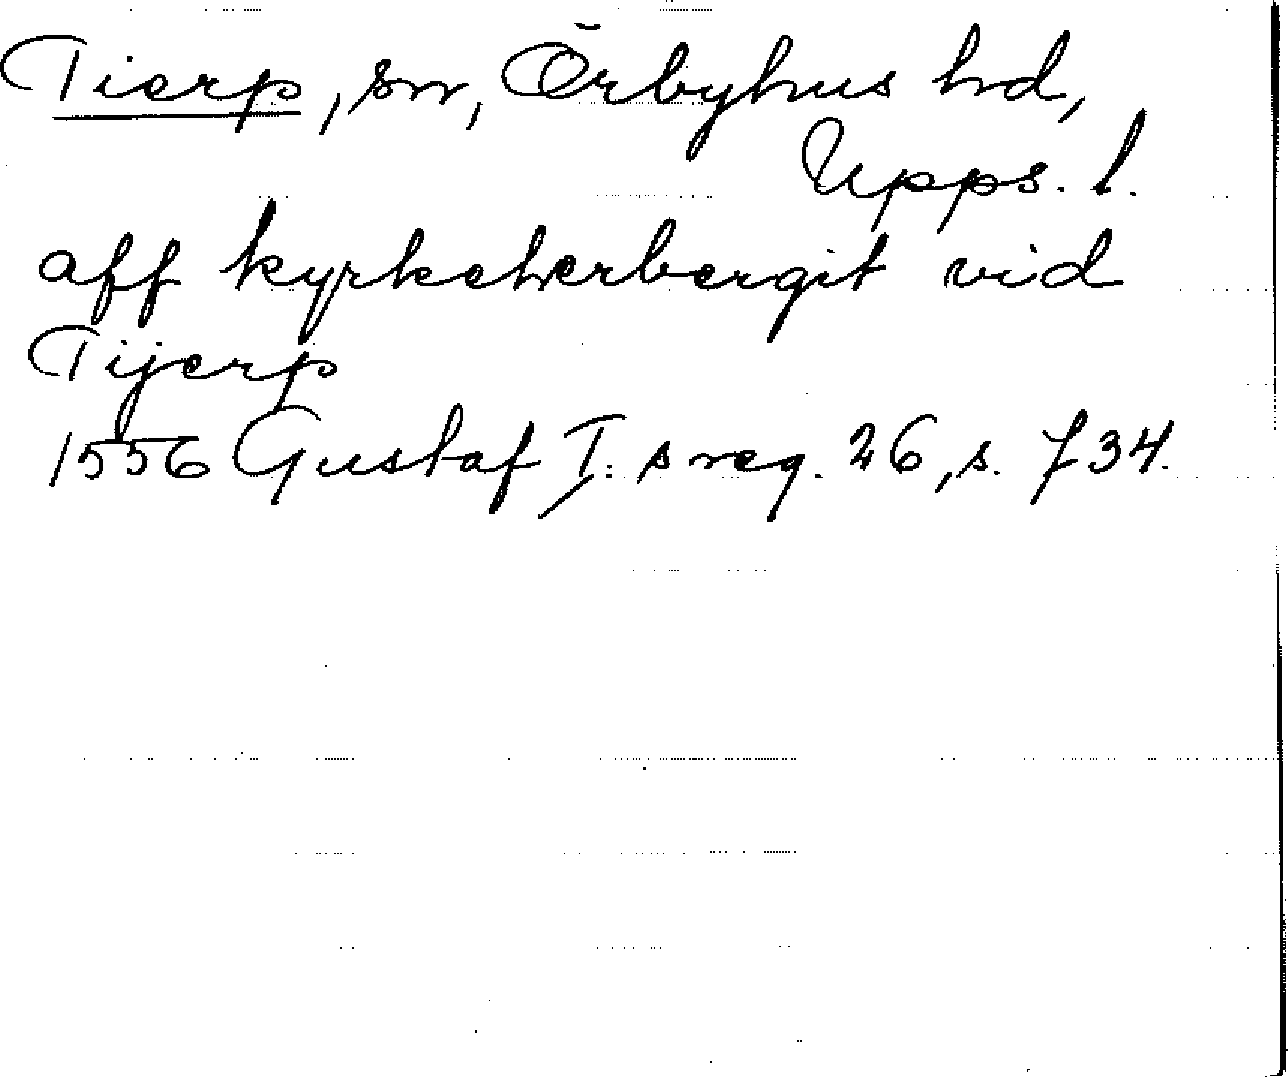 Tierp, sn, Örbyhus hd,
Upps. l.
aff kyrkeherbergit vid
Tijerp
1556 Gustaf I:s reg. 26, s. 734.